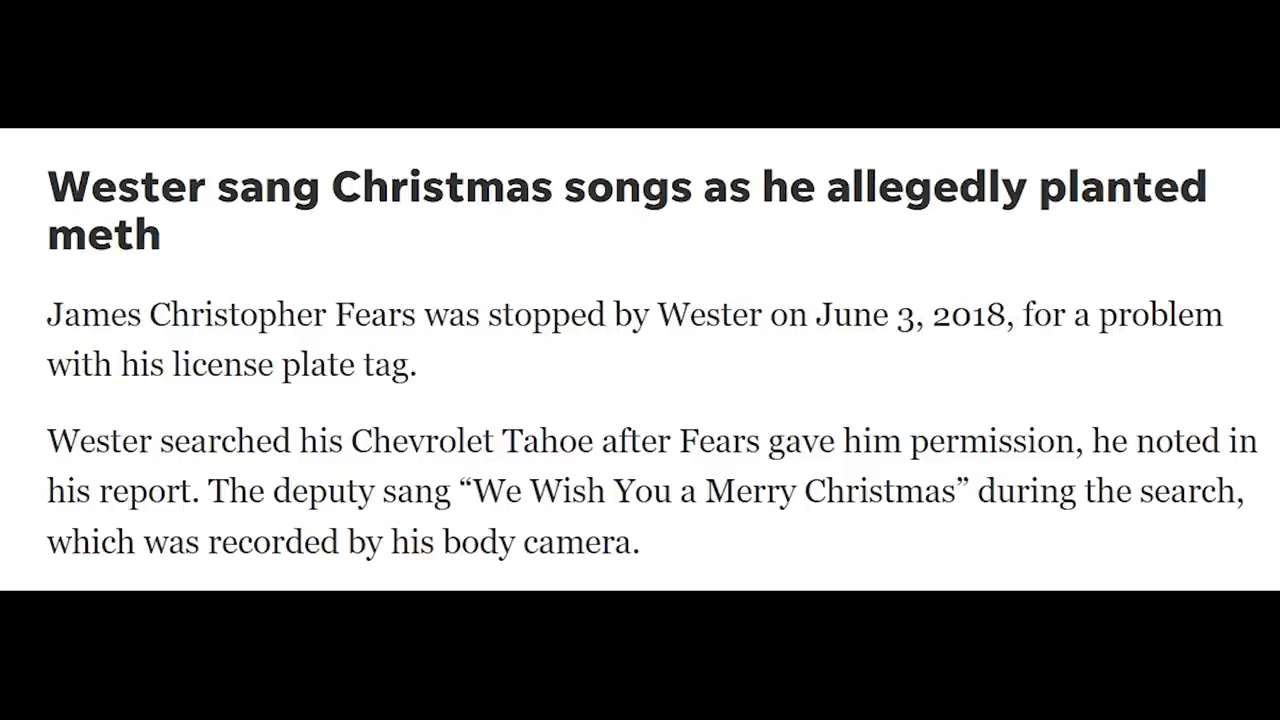 Wester sang Christmas songs as he allegedly planted
meth
James Christopher Fears was stopped by Wester on June 3, 2018, for a problem
with his license plate tag.
Wester searched his Chevrolet Tahoe after Fears gave him permission, he noted in
his report. The deputy sang “We Wish You a Merry Christmas” during the search,
which was recorded by his body camera.